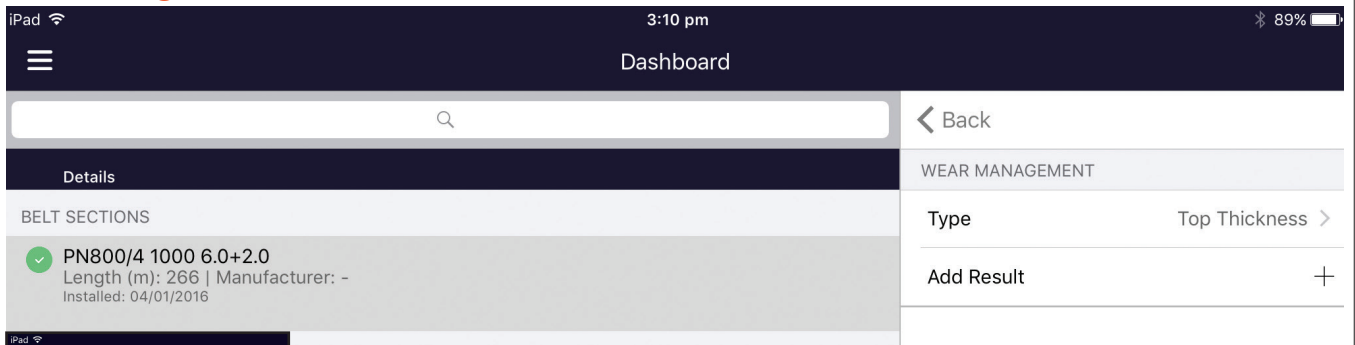 iPad 3:10 pm 89%
Dashboard
Details
BELT SECTIONS
PN800/4 1000 6.0+2.0
Length (m): 266 | Manufacturer: -
Installed: 04/01/2016
iPad
Back
WEAR MANAGEMENT
Type Top Thickness >
Add Result +